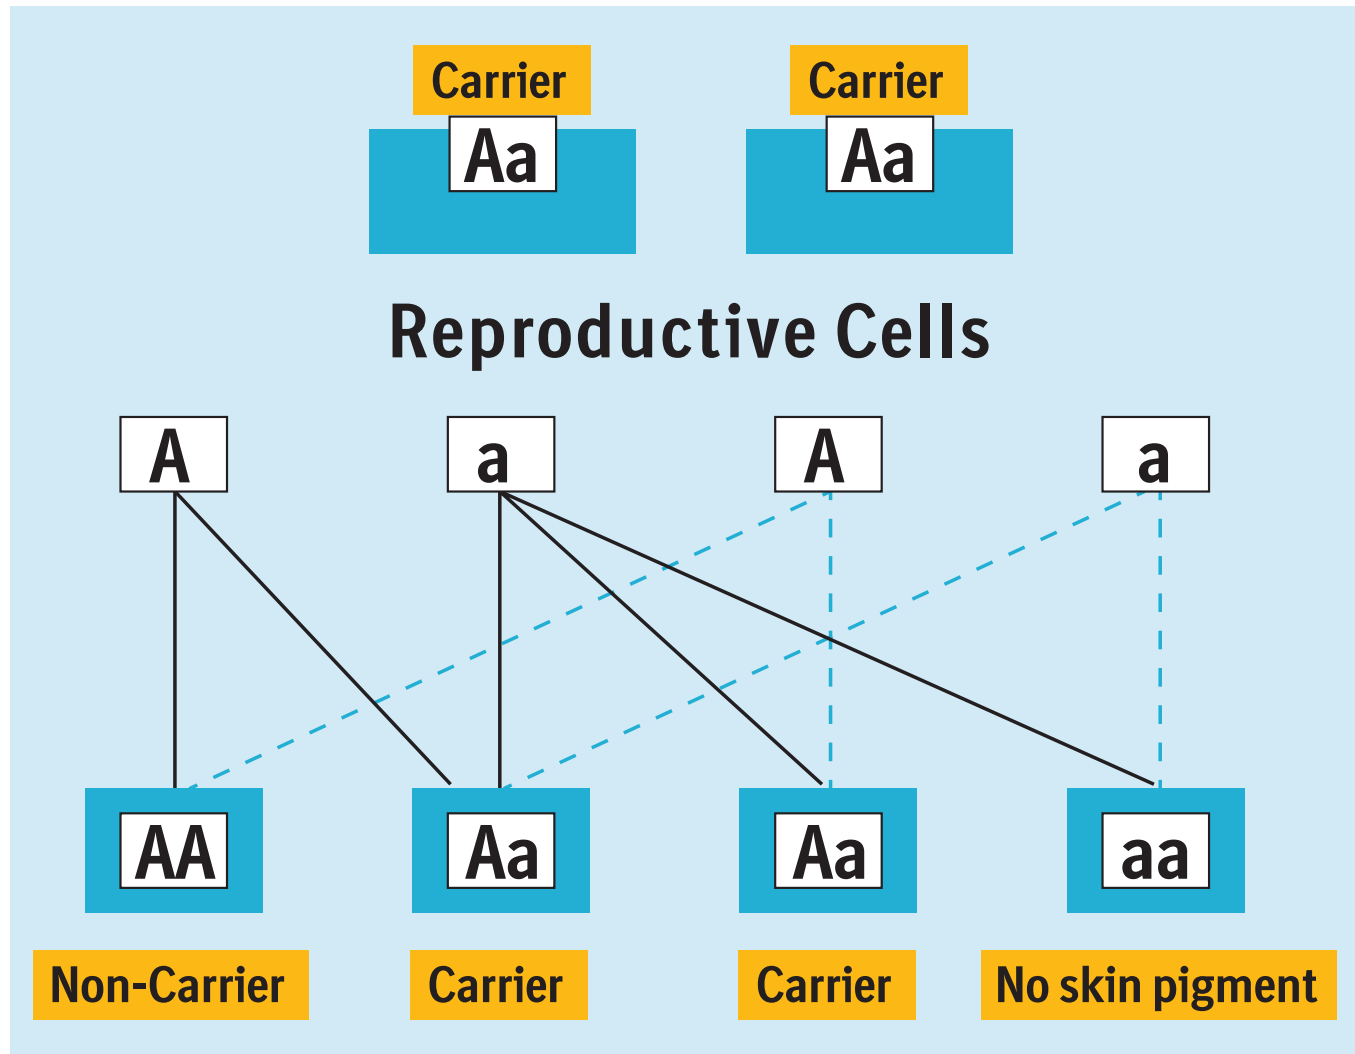 Carrier Carrier
Aa Aa
Reproductive Cells
A a A a
AA Aa Aa aa
Non-Carrier Carrier Carrier No skin pigment